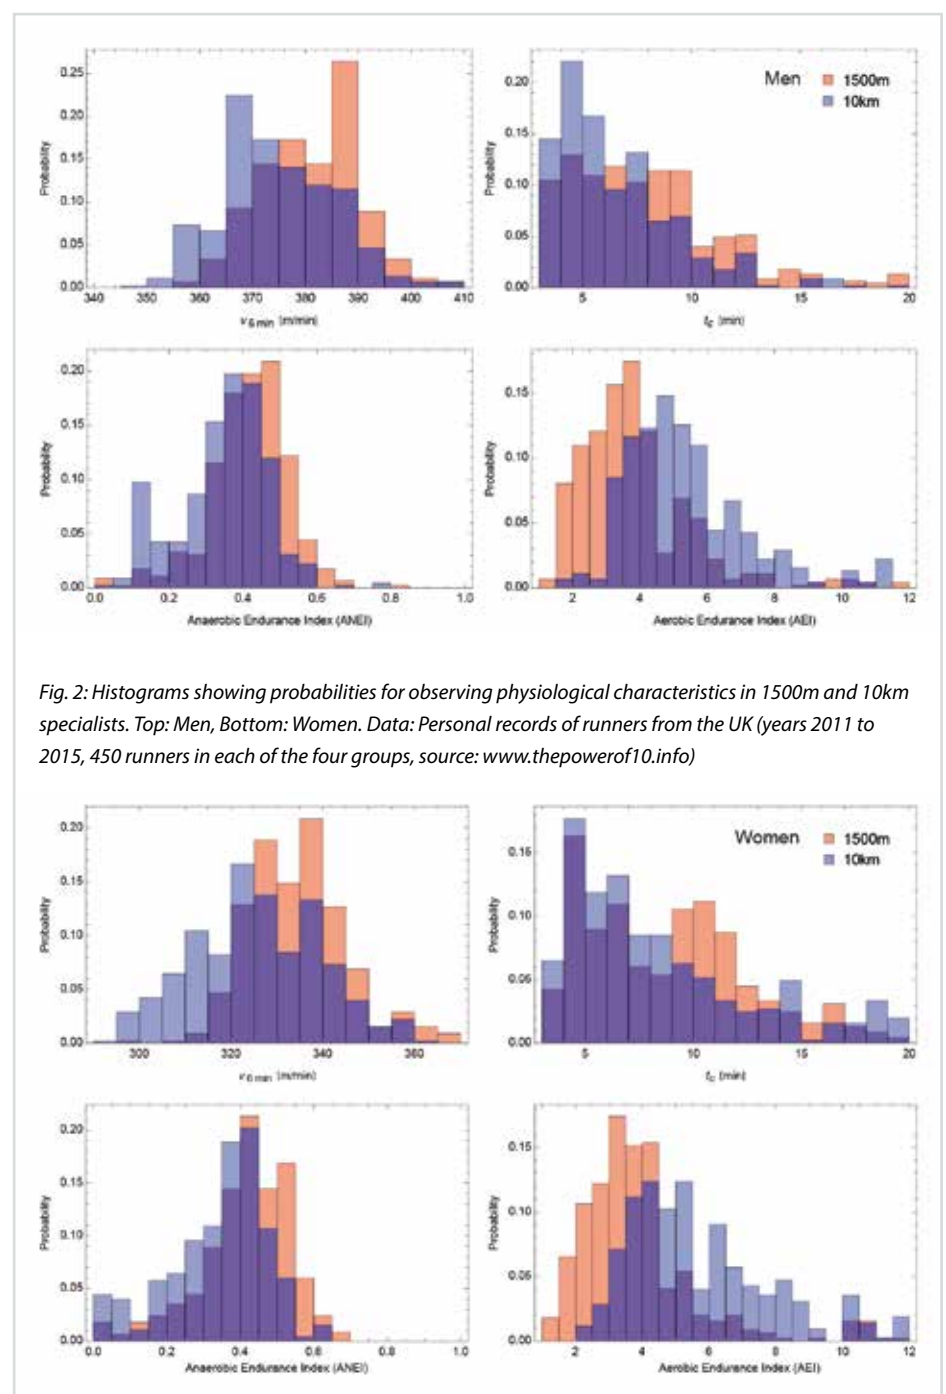 Men
1500m
10km
0.25
0.20
0.15
0.10
0.05
0.00
Probability
340 350 360 370 380 390 400 410
v6 min (m/min)
0.20
0.15
0.10
0.05
0.00
Probability
5 10 15 20
tc (min)
0.20
0.15
0.10
0.05
0.00
Probability
0.0 0.2 0.4 0.6 0.8 1.0
Anaerobic Endurance Index (ANEI)
0.15
0.10
0.05
0.00
Probability
2 4 6 8 10 12
Aerobic Endurance Index (AEI)
Fig. 2: Histograms showing probabilities for observing physiological characteristics in 1500m and 10km
specialists. Top: Men, Bottom: Women. Data: Personal records of runners from the UK (years 2011 to
2015, 450 runners in each of the four groups, source: www.thepowerof10.info)
Women
1500m
10km
0.20
0.15
0.10
0.05
0.00
Probability
300 320 340 360
v6 min (m/min)
0.15
0.10
0.05
0.00
Probability
5 10 15 20
tc (min)
0.20
0.15
0.10
0.05
0.00
Probability
0.0 0.2 0.4 0.6 0.8 1.0
Anaerobic Endurance Index (ANEI)
0.15
0.10
0.05
0.00
Probability
2 4 6 8 10 12
Aerobic Endurance Index (AEI)